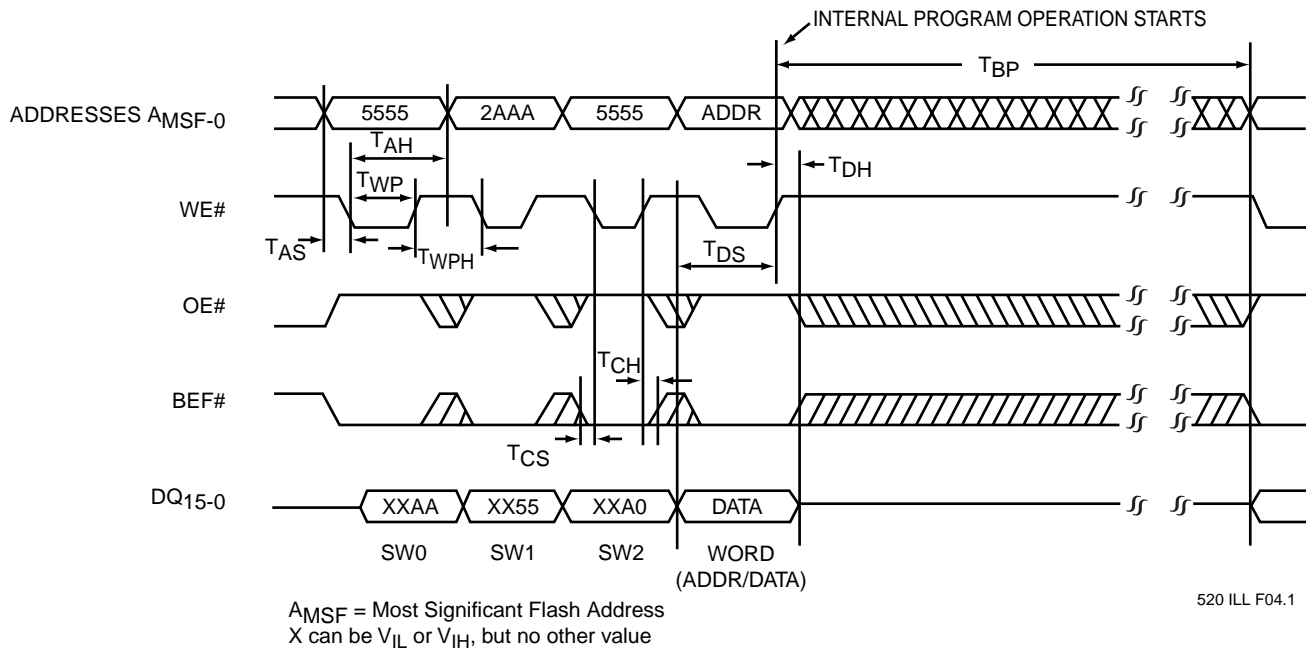 INTERNAL PROGRAM OPERATION STARTS
TBP
ADDRESSES AMSF-0
5555
2AAA
5555
ADDR
TAH
TDH
TWP
WE#
TAS
TWPH
TDS
OE#
TCH
BEF#
TCS
DQ15-0
XXAA
XX55
XXA0
DATA
SW0
SW1
SW2
WORD
(ADDR/DATA)
520 ILL F04.1
AMSF = Most Significant Flash Address
X can be VIL or VIH, but no other value